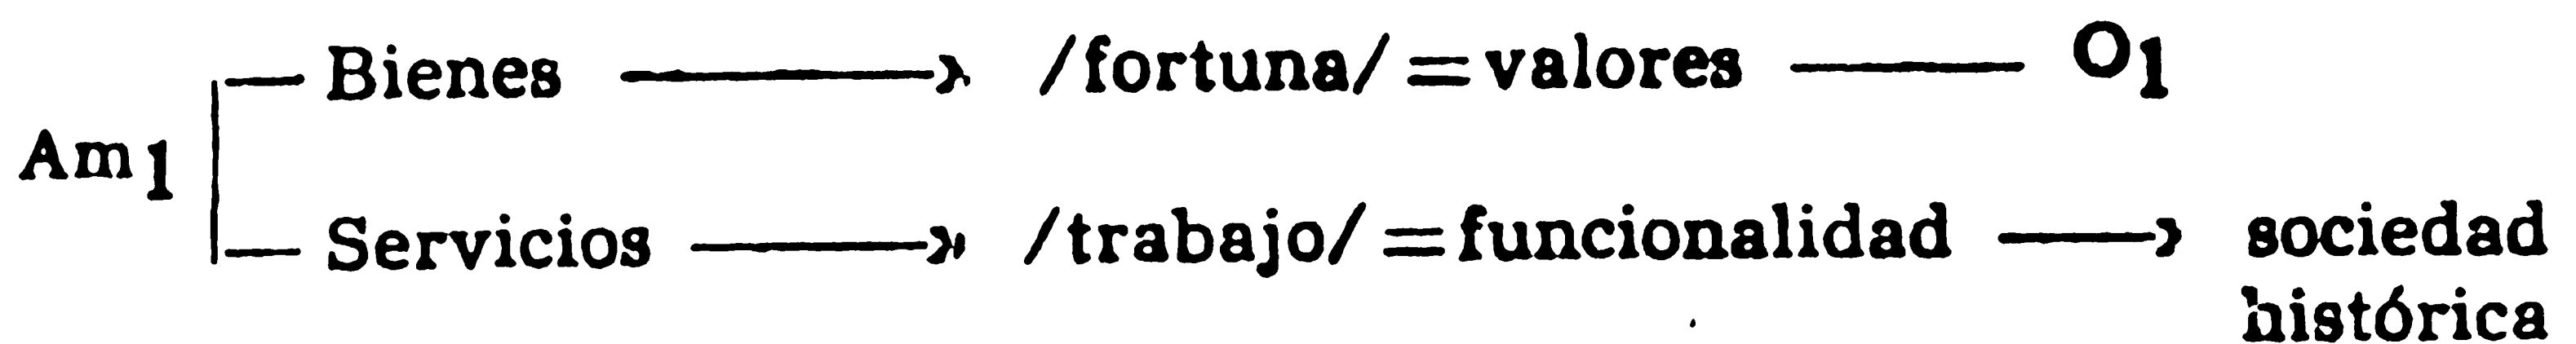 Bienes ⟶ /fortuna/ = valores — O₁
Am₁
Servicios ⟶ /trabajo/ = funcionalidad ⟶ sociedad
histórica